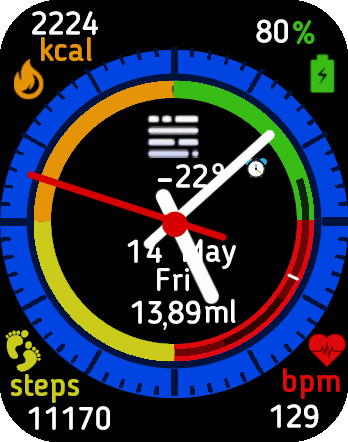 2224
kcal
80%
-22°
14 May
Fri
13,89ml
steps
11170
bpm
129